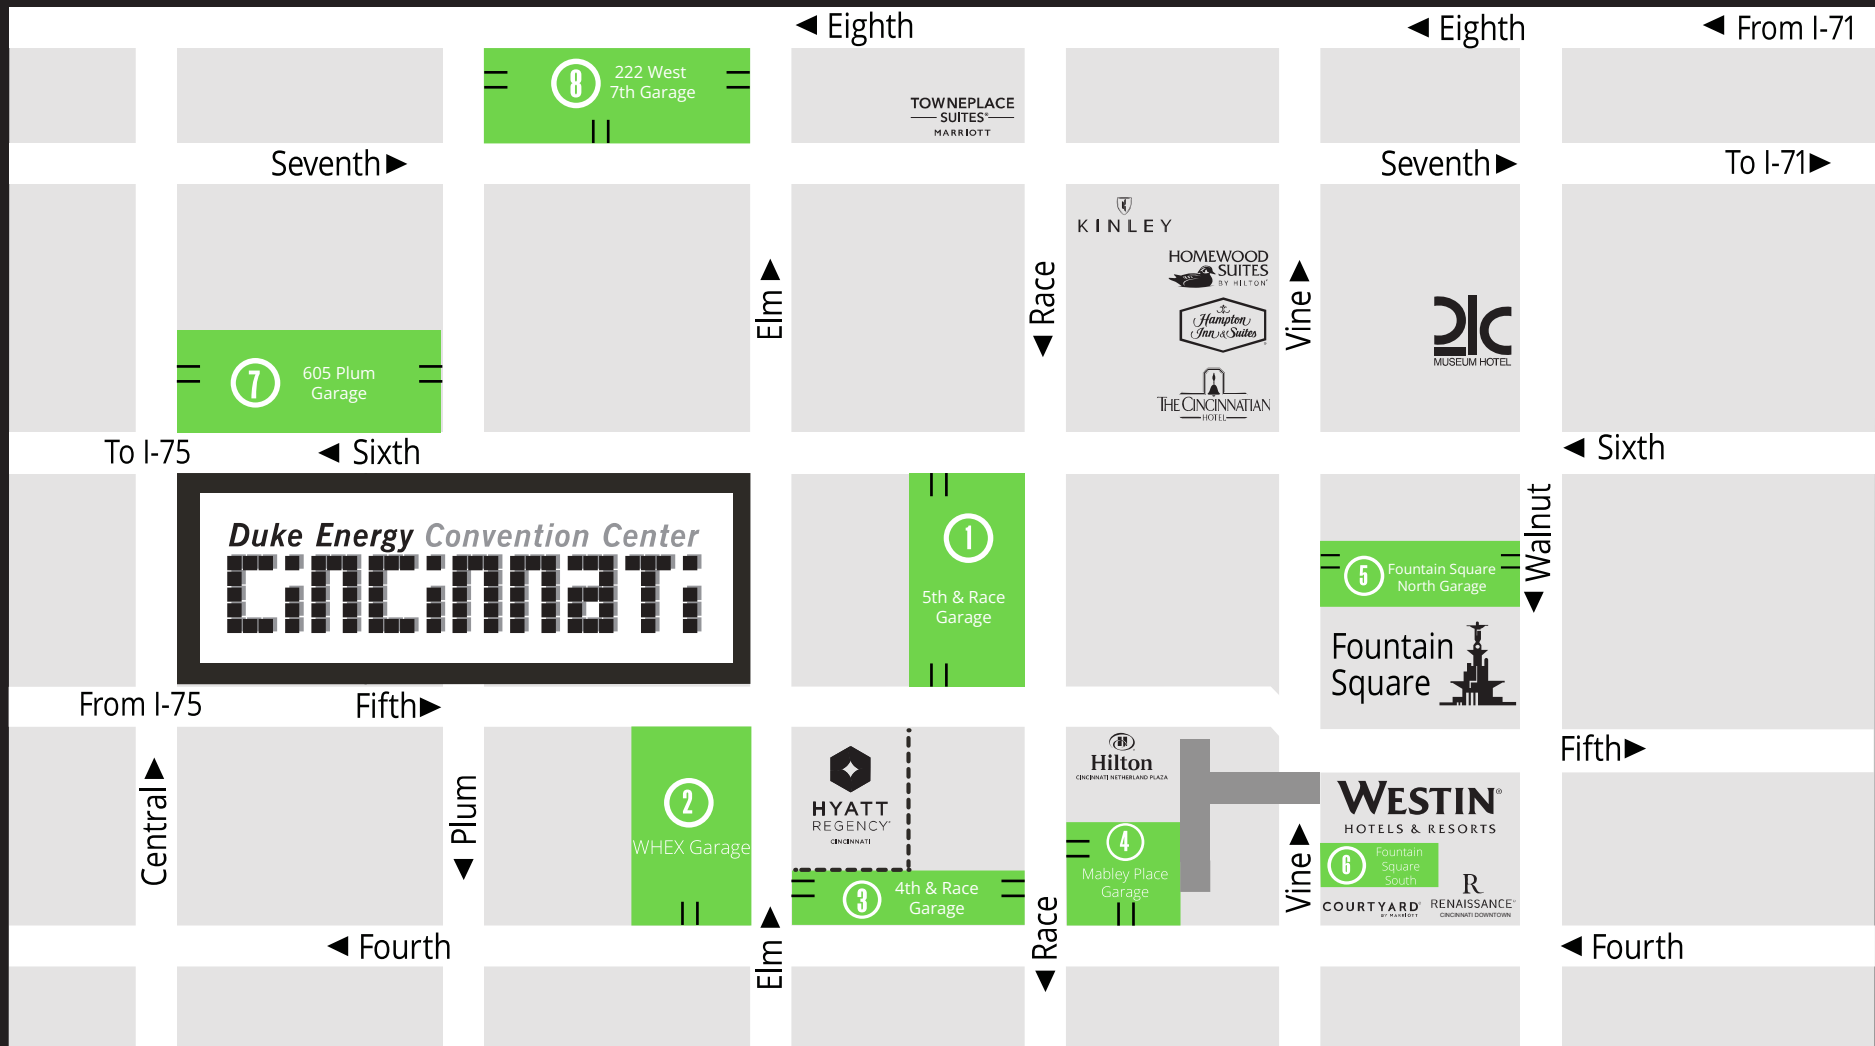 ◄ Eighth
◄ Eighth
◄ From I-71
8
222 West
7th Garage
TOWNEPLACE
SUITES®
MARRIOTT
Seventh►
Seventh►
To I-71►
KINLEY
HOMEWOOD
SUITES
BY HILTON
Hampton
Inn & Suites
THE CINCINNATIAN
HOTEL
21c
MUSEUM HOTEL
Elm ►
◄ Race
Vine ►
7
605 Plum
Garage
To I-75
◄ Sixth
◄ Sixth
Duke Energy Convention Center
cincinnati
1
5th & Race
Garage
5
Fountain Square
North Garage
◄ Walnut
Fountain
Square
From I-75
Fifth►
Fifth►
Central ►
◄ Plum
2
WHEX Garage
HYATT
REGENCY®
CINCINNATI
3
4th & Race
Garage
Hilton
CINCINNATI NETHERLAND PLAZA
4
Mabley Place
Garage
Vine ►
WESTIN®
HOTELS & RESORTS
6
Fountain
Square
South
COURTYARD®
BY MARRIOTT
R
RENAISSANCE®
CINCINNATI DOWNTOWN
◄ Fourth
Elm ►
◄ Race
◄ Fourth